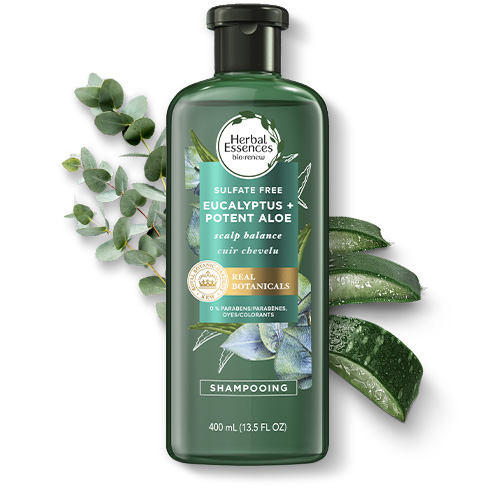 Herbal
Essences
bio:renew
SULFATE FREE
EUCALYPTUS +
POTENT ALOE
scalp balance
cuir chevelu
REAL
BOTANICALS
KEW
0 % PARABENS/PARABÈNES,
DYES/COLORANTS
SHAMPOOING
400 mL (13.5 FL OZ)